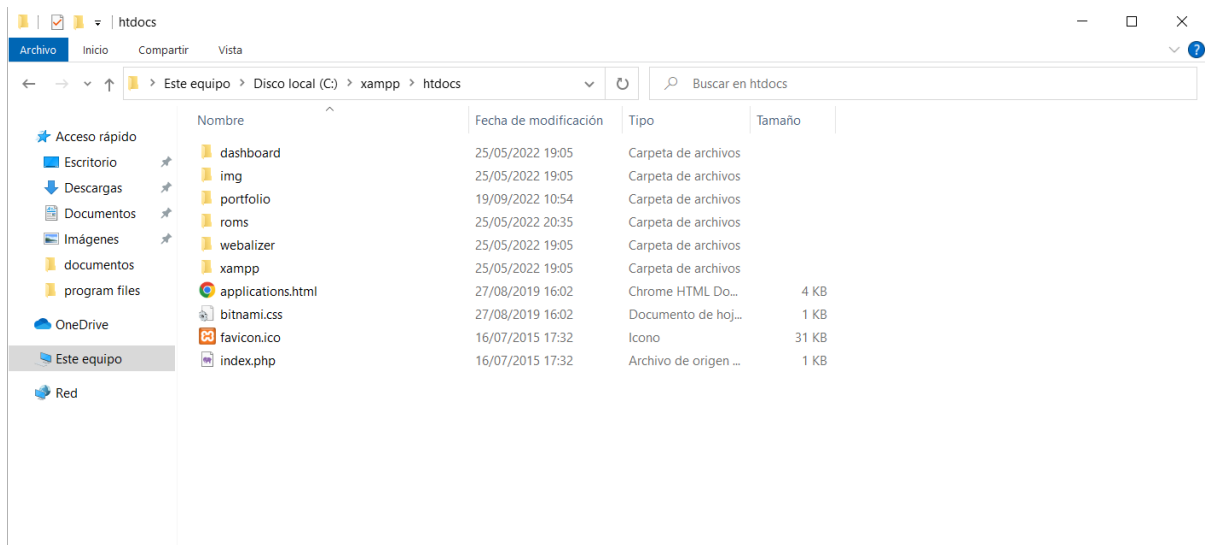 htdocs
Archivo Inicio Compartir Vista
Este equipo > Disco local (C:) > xampp > htdocs Buscar en htdocs
Nombre Fecha de modificación Tipo Tamaño
Acceso rápido
Escritorio
Descargas
Documentos
Imágenes
documentos
program files
OneDrive
Este equipo
Red
dashboard 25/05/2022 19:05 Carpeta de archivos
img 25/05/2022 19:05 Carpeta de archivos
portfolio 19/09/2022 10:54 Carpeta de archivos
roms 25/05/2022 20:35 Carpeta de archivos
webalizer 25/05/2022 19:05 Carpeta de archivos
xampp 25/05/2022 19:05 Carpeta de archivos
applications.html 27/08/2019 16:02 Chrome HTML Do... 4 KB
bitnami.css 27/08/2019 16:02 Documento de hoj... 1 KB
favicon.ico 16/07/2015 17:32 Icono 31 KB
index.php 16/07/2015 17:32 Archivo de origen ... 1 KB